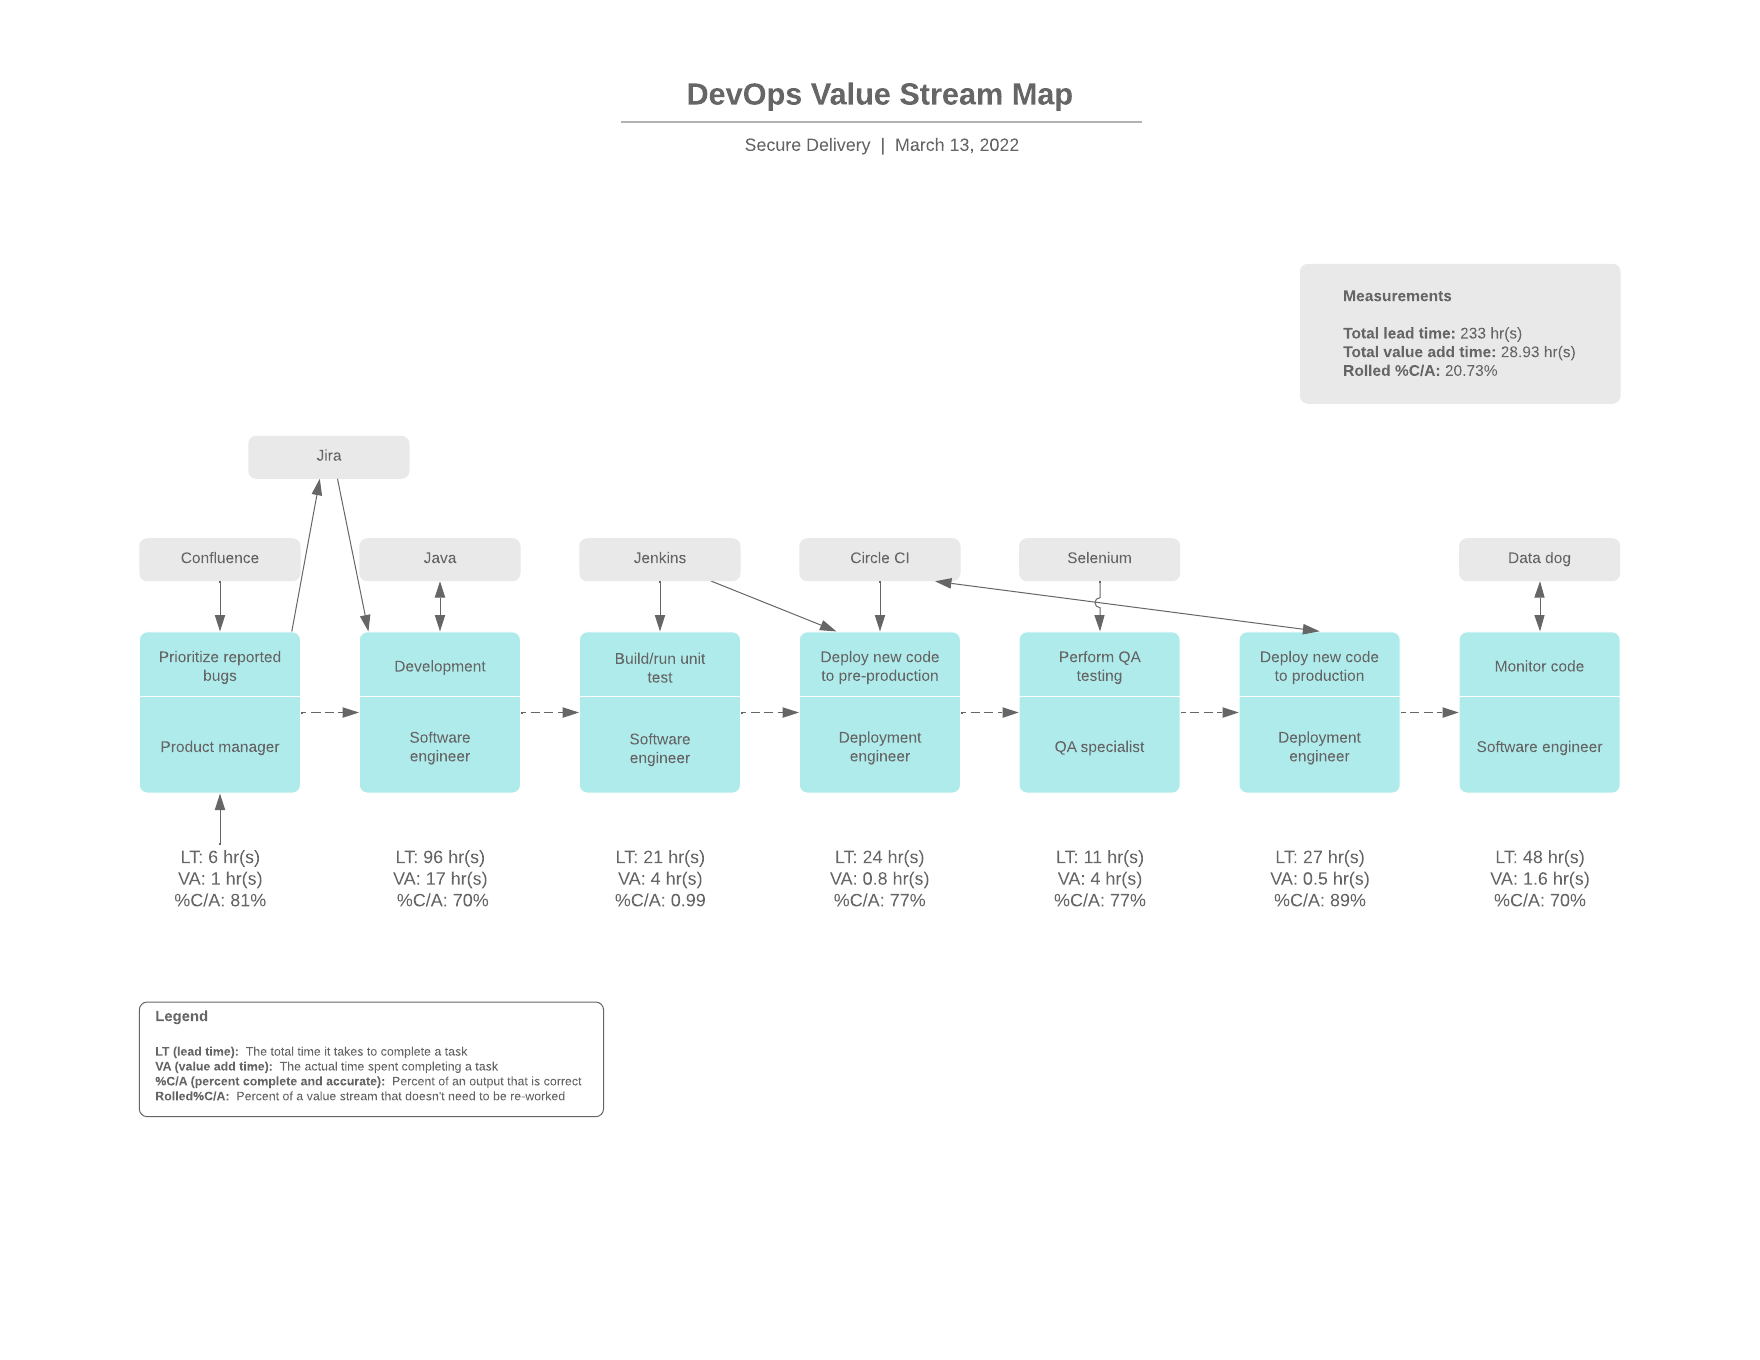 DevOps Value Stream Map
Secure Delivery | March 13, 2022
Measurements
Total lead time: 233 hr(s)
Total value add time: 28.93 hr(s)
Rolled %C/A: 20.73%
Jira
Confluence
Java
Jenkins
Circle CI
Selenium
Data dog
Prioritize reported
bugs
Product manager
Development
Software
engineer
Build/run unit
test
Software
engineer
Deploy new code
to pre-production
Deployment
engineer
Perform QA
testing
QA specialist
Deploy new code
to production
Deployment
engineer
Monitor code
Software engineer
LT: 6 hr(s)
VA: 1 hr(s)
%C/A: 81%
LT: 96 hr(s)
VA: 17 hr(s)
%C/A: 70%
LT: 21 hr(s)
VA: 4 hr(s)
%C/A: 0.99
LT: 24 hr(s)
VA: 0.8 hr(s)
%C/A: 77%
LT: 11 hr(s)
VA: 4 hr(s)
%C/A: 77%
LT: 27 hr(s)
VA: 0.5 hr(s)
%C/A: 89%
LT: 48 hr(s)
VA: 1.6 hr(s)
%C/A: 70%
Legend
LT (lead time): The total time it takes to complete a task
VA (value add time): The actual time spent completing a task
%C/A (percent complete and accurate): Percent of an output that is correct
Rolled%C/A: Percent of a value stream that doesn't need to be re-worked